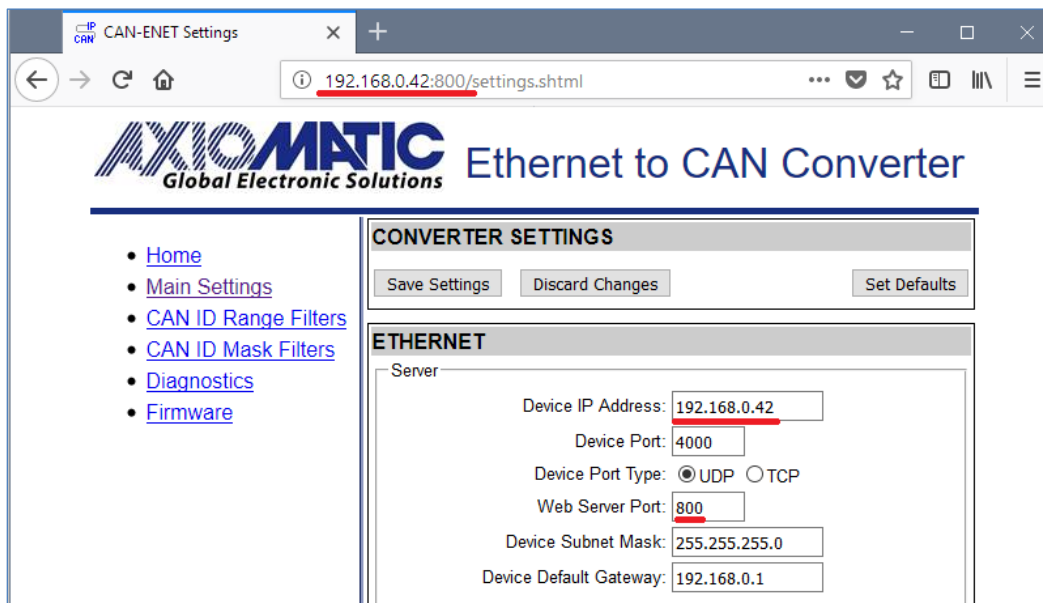 IP
CAN
CAN-ENET Settings
192.168.0.42:800/settings.shtml
AXIOMATIC
Global Electronic Solutions
Ethernet to CAN Converter
Home
Main Settings
CAN ID Range Filters
CAN ID Mask Filters
Diagnostics
Firmware
CONVERTER SETTINGS
Save Settings Discard Changes Set Defaults
ETHERNET
Server
Device IP Address: 192.168.0.42
Device Port: 4000
Device Port Type: UDP TCP
Web Server Port: 800
Device Subnet Mask: 255.255.255.0
Device Default Gateway: 192.168.0.1